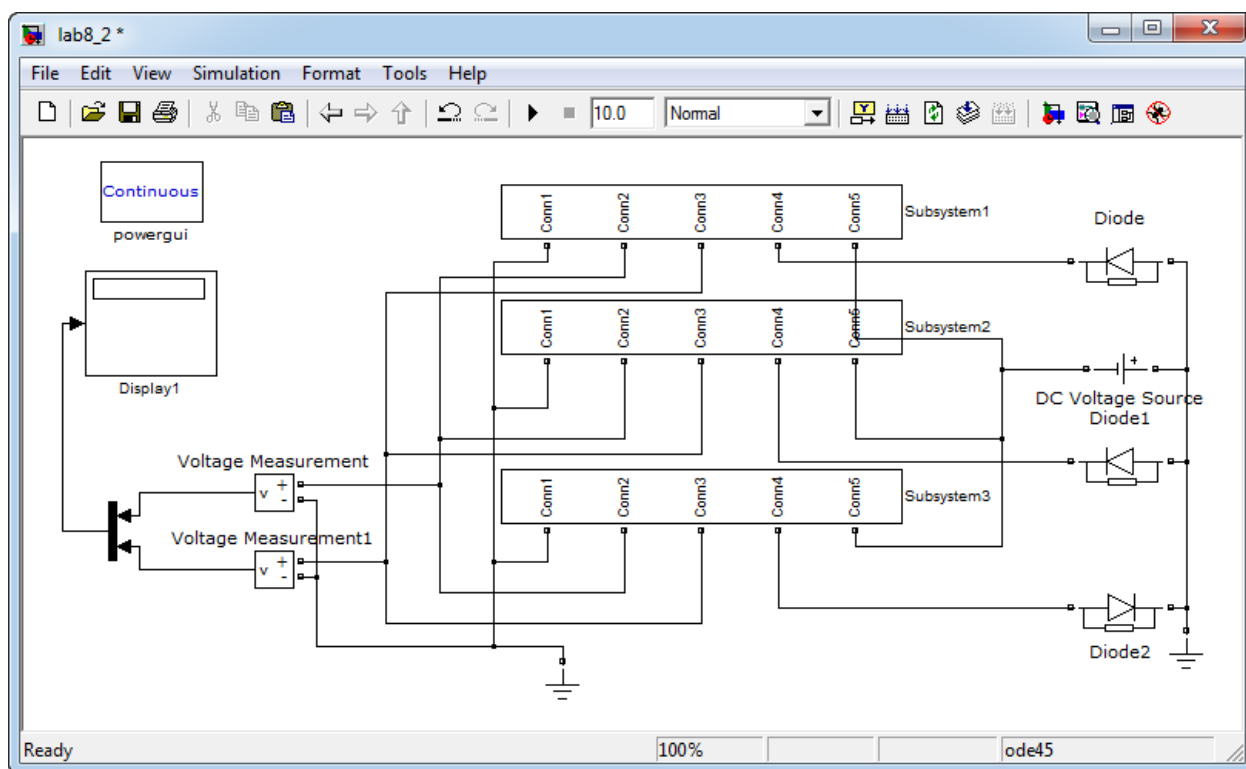 lab8_2 *
File Edit View Simulation Format Tools Help
10.0 Normal
Continuous
powergui
Display1
Voltage Measurement
v + -
Voltage Measurement1
v + -
Conn1 Conn2 Conn3 Conn4 Conn5
Subsystem1
Conn1 Conn2 Conn3 Conn4 Conn5
Subsystem2
Conn1 Conn2 Conn3 Conn4 Conn5
Subsystem3
Diode
+
DC Voltage Source
Diode1
Diode2
Ready 100% ode45